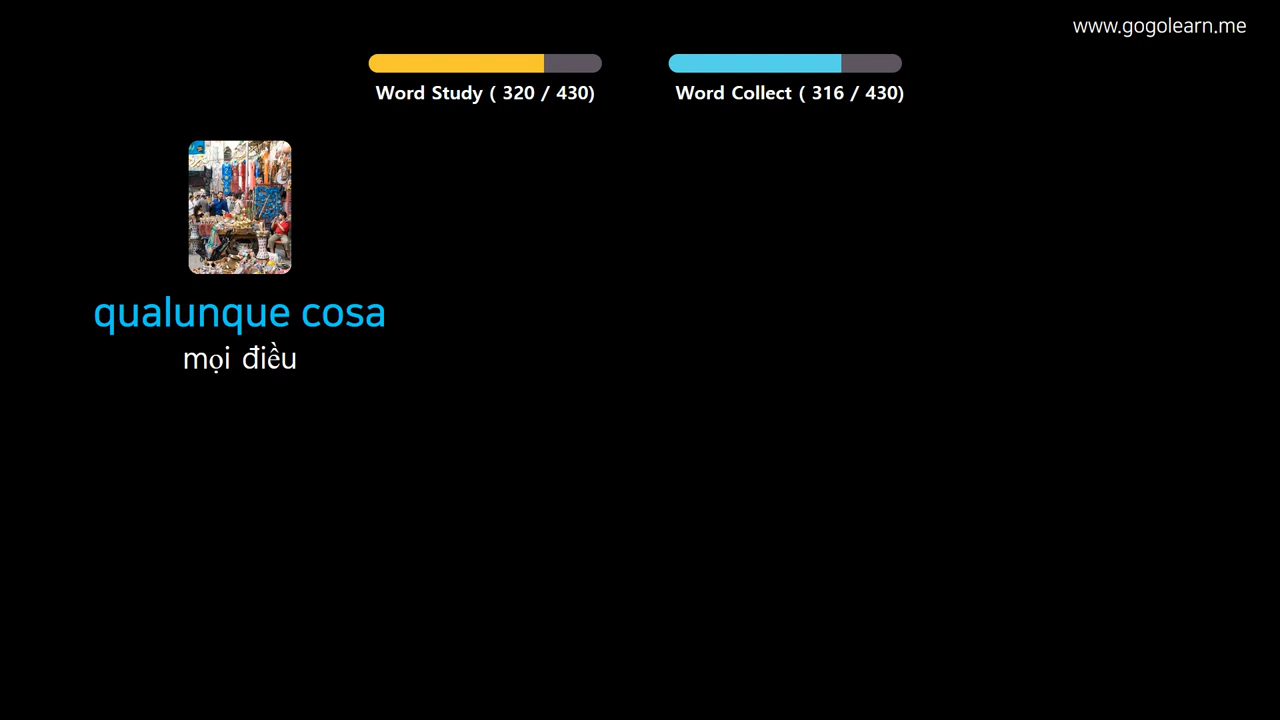 www.gogolearn.me
Word Study ( 320 / 430)
Word Collect ( 316 / 430)
qualunque cosa
mọi điều